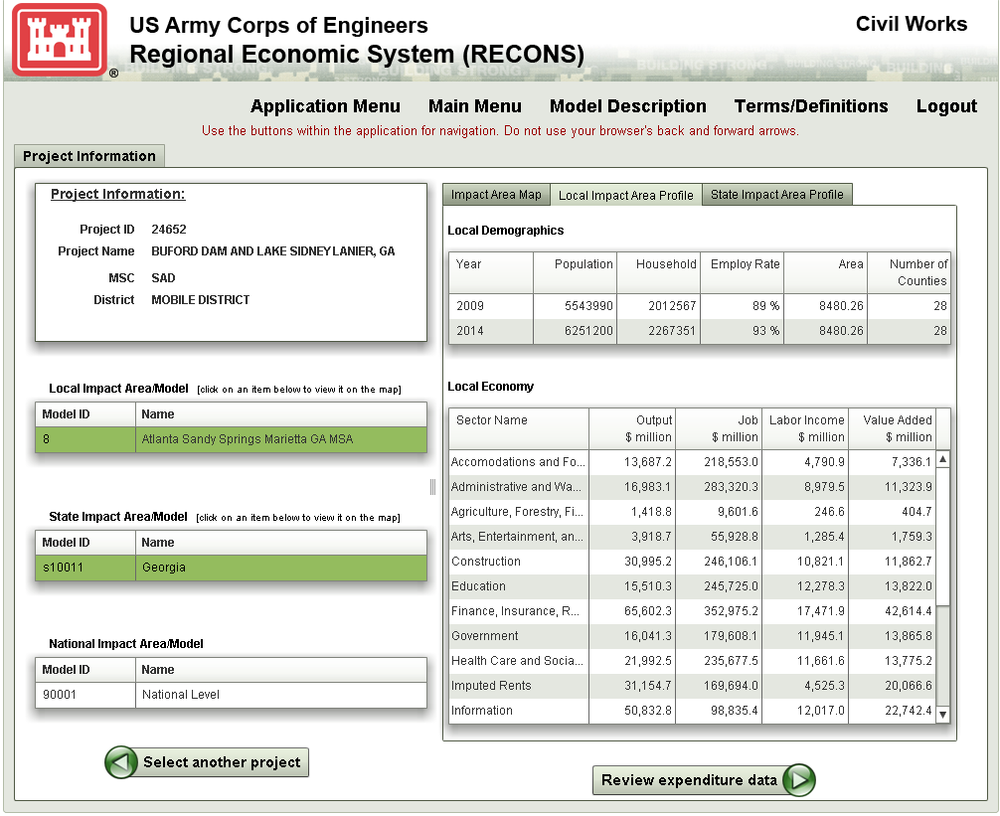 US Army Corps of Engineers
Civil Works
Regional Economic System (RECONS)
®
BUILDING STRONG
Application Menu Main Menu Model Description Terms/Definitions Logout
Use the buttons within the application for navigation. Do not use your browser's back and forward arrows.
Project Information
Project Information:
Project ID 24652
Project Name BUFORD DAM AND LAKE SIDNEY LANIER, GA
MSC SAD
District MOBILE DISTRICT
Local Impact Area/Model [click on an item below to view it on the map]
Model ID Name
8 Atlanta Sandy Springs Marietta GA MSA
State Impact Area/Model [click on an item below to view it on the map]
Model ID Name
s10011 Georgia
National Impact Area/Model
Model ID Name
90001 National Level
Select another project
Impact Area Map Local Impact Area Profile State Impact Area Profile
Local Demographics
Year Population Household Employ Rate Area Number of
Counties
2009 5543990 2012567 89 % 8480.26 28
2014 6251200 2267351 93 % 8480.26 28
Local Economy
Sector Name Output Job Labor Income Value Added
$ million $ million $ million $ million
Accomodations and Fo... 13,687.2 218,553.0 4,790.9 7,336.1
Administrative and Wa... 16,983.1 283,320.3 8,979.5 11,323.9
Agriculture, Forestry, Fi... 1,418.8 9,601.6 246.6 404.7
Arts, Entertainment, an... 3,918.7 55,928.8 1,285.4 1,759.3
Construction 30,995.2 246,106.1 10,821.1 11,862.7
Education 15,510.3 245,725.0 12,278.3 13,822.0
Finance, Insurance, R... 65,602.3 352,975.2 17,471.9 42,614.4
Government 16,041.3 179,608.1 11,945.1 13,865.8
Health Care and Socia... 21,992.5 235,677.5 11,661.6 13,775.2
Imputed Rents 31,154.7 169,694.0 4,525.3 20,066.6
Information 50,832.8 98,835.4 12,017.0 22,742.4
Review expenditure data